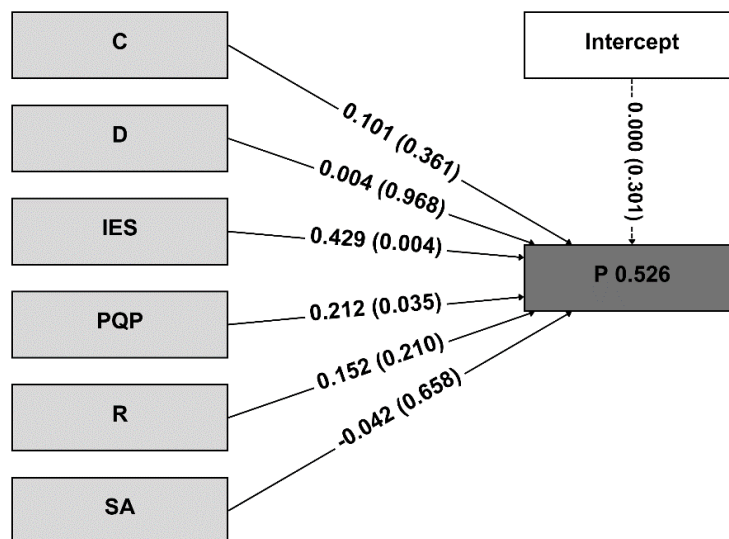 C
Intercept
D
IES
PQP
R
SA
0.101 (0.361)
0.004 (0.968)
0.429 (0.004)
0.212 (0.035)
0.152 (0.210)
-0.042 (0.658)
0.000 (0.301)
P 0.526